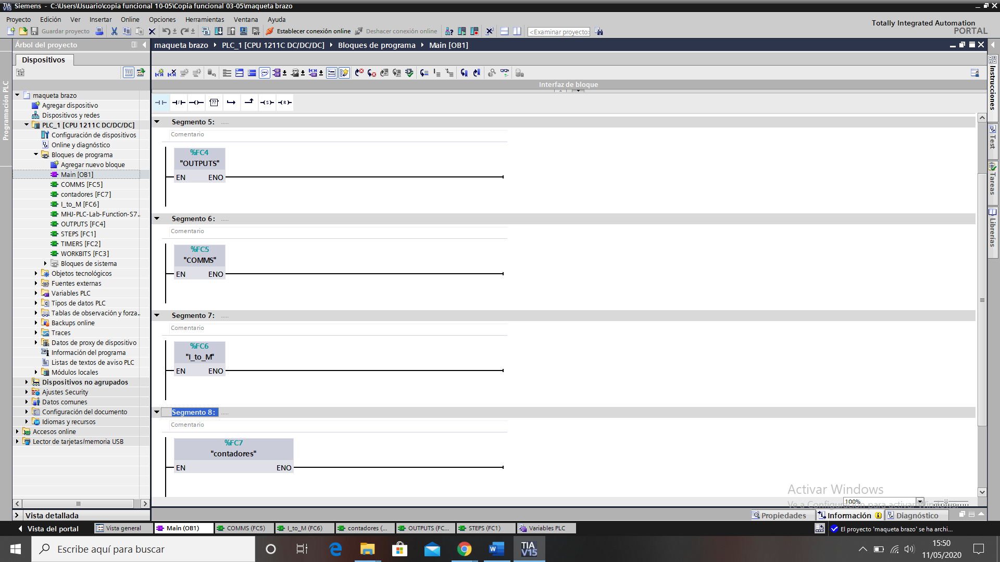 Siemens - C:\Users\Usuario\copia funcional 10-05\Copia funcional 03-05\maqueta brazo
Proyecto Edición Ver Insertar Online Opciones Herramientas Ventana Ayuda
Totally Integrated Automation
PORTAL
Guardar proyecto Establecer conexión online Deshacer conexión online <Examinar proyecto>
Árbol del proyecto
maqueta brazo PLC_1 [CPU 1211C DC/DC/DC] Bloques de programa Main [OB1]
Dispositivos
Programación PLC
Interfaz de bloque
maqueta brazo
Agregar dispositivo
Dispositivos y redes
PLC_1 [CPU 1211C DC/DC/DC]
Configuración de dispositivos
Online y diagnóstico
Bloques de programa
Agregar nuevo bloque
Main [OB1]
COMMS [FC5]
contadores [FC7]
I_to_M [FC6]
MHJ-PLC-Lab-Function-S7..
OUTPUTS [FC4]
STEPS [FC1]
TIMERS [FC2]
WORKBITS [FC3]
Bloques de sistema
Objetos tecnológicos
Fuentes externas
Variables PLC
Tipos de datos PLC
Tablas de observación y forza..
Backups online
Traces
Datos de proxy de dispositivo
Información del programa
Listas de textos de aviso PLC
Módulos locales
Dispositivos no agrupados
Ajustes Security
Datos comunes
Configuración del documento
Idiomas y recursos
Accesos online
Lector de tarjetas/memoria USB
Segmento 5: .....
Comentario
%FC4
"OUTPUTS"
EN ENO
Segmento 6: .....
Comentario
%FC5
"COMMS"
EN ENO
Segmento 7: .....
Comentario
%FC6
"I_to_M"
EN ENO
Segmento 8: .....
Comentario
%FC7
"contadores"
EN ENO
Instrucciones
Test
Tareas
Librerías
Activar Windows
Ve a Configuración para activar Windows.
100%
Vista detallada
Propiedades Información Diagnóstico
Vista del portal Vista general Main (OB1) COMMS (FC5) I_to_M (FC6) contadores (... OUTPUTS (FC... STEPS (FC1) Variables PLC El proyecto 'maqueta brazo' se ha archi...
Escribe aquí para buscar
TIA
V15
15:50
11/05/2020